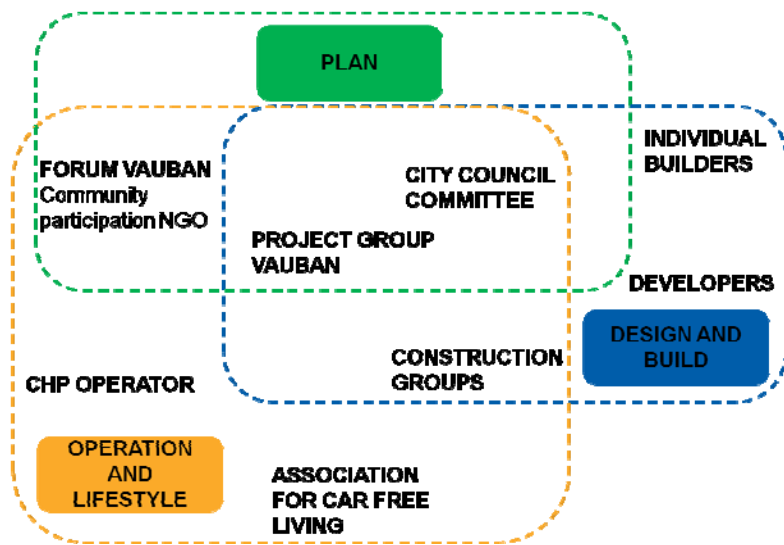 PLAN
INDIVIDUAL
BUILDERS
FORUM VAUBAN
Community
participation NGO
CITY COUNCIL
COMMITTEE
PROJECT GROUP
VAUBAN
DEVELOPERS
DESIGN AND
BUILD
CONSTRUCTION
GROUPS
CHP OPERATOR
OPERATION
AND
LIFESTYLE
ASSOCIATION
FOR CAR FREE
LIVING